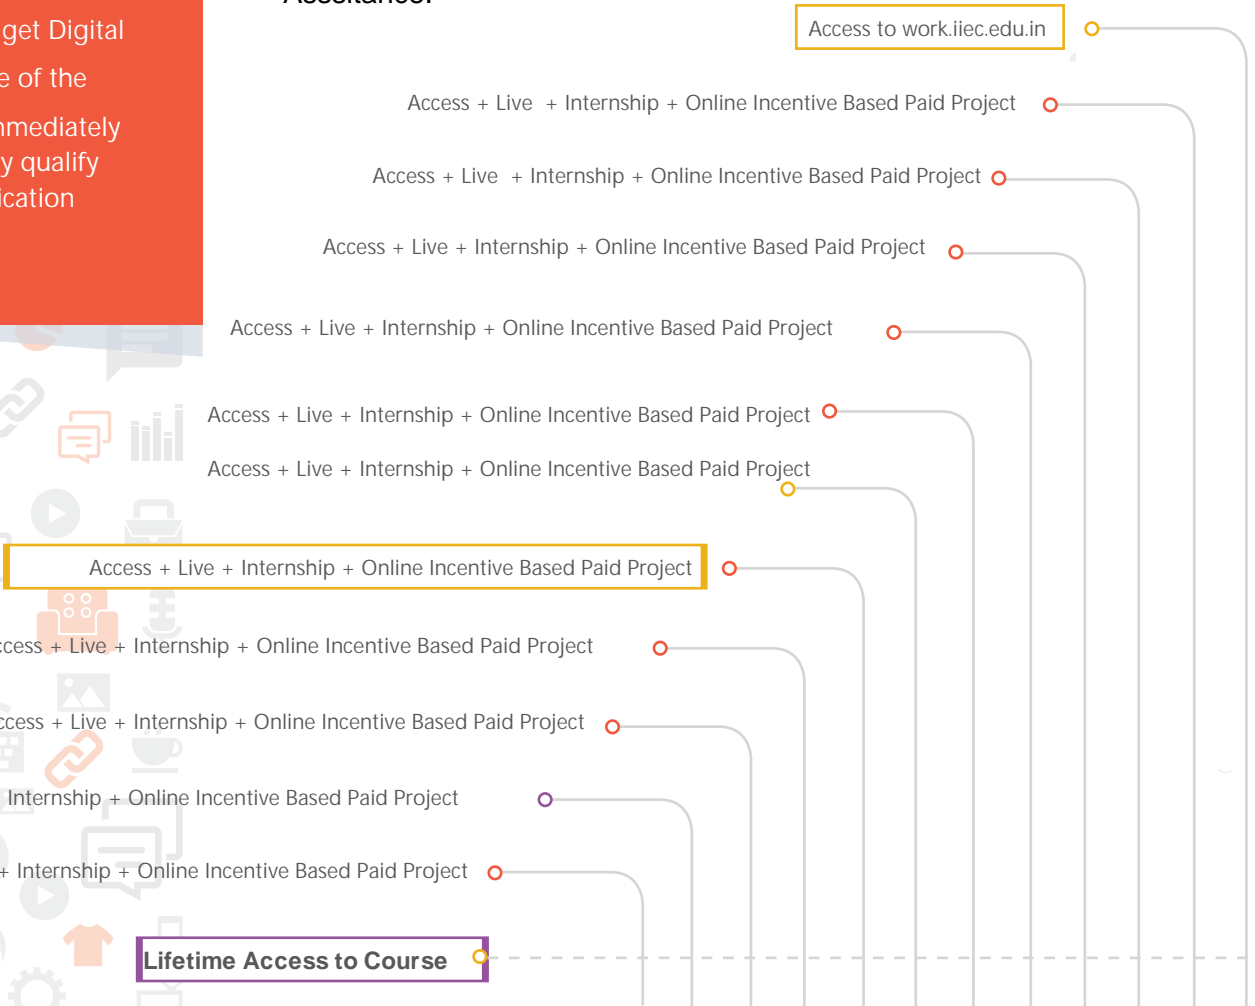 Assitance.
get Digital
e of the
mmediately
y qualify
ication
Access to work.iiec.edu.in
Access + Live + Internship + Online Incentive Based Paid Project
Access + Live + Internship + Online Incentive Based Paid Project
Access + Live + Internship + Online Incentive Based Paid Project
Access + Live + Internship + Online Incentive Based Paid Project
Access + Live + Internship + Online Incentive Based Paid Project
Access + Live + Internship + Online Incentive Based Paid Project
Access + Live + Internship + Online Incentive Based Paid Project
ccess + Live + Internship + Online Incentive Based Paid Project
ccess + Live + Internship + Online Incentive Based Paid Project
Internship + Online Incentive Based Paid Project
+ Internship + Online Incentive Based Paid Project
Lifetime Access to Course